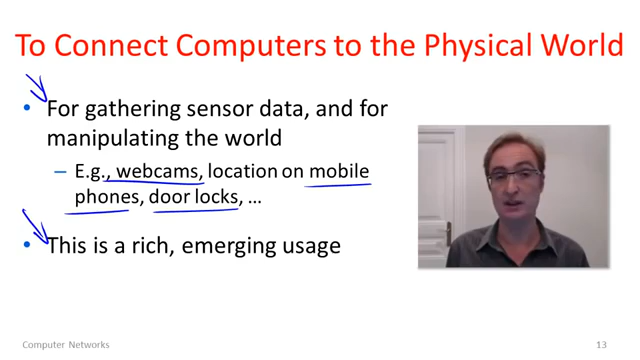 To Connect Computers to the Physical World
• For gathering sensor data, and for
manipulating the world
– E.g., webcams, location on mobile
phones, door locks, …
• This is a rich, emerging usage
Computer Networks
13